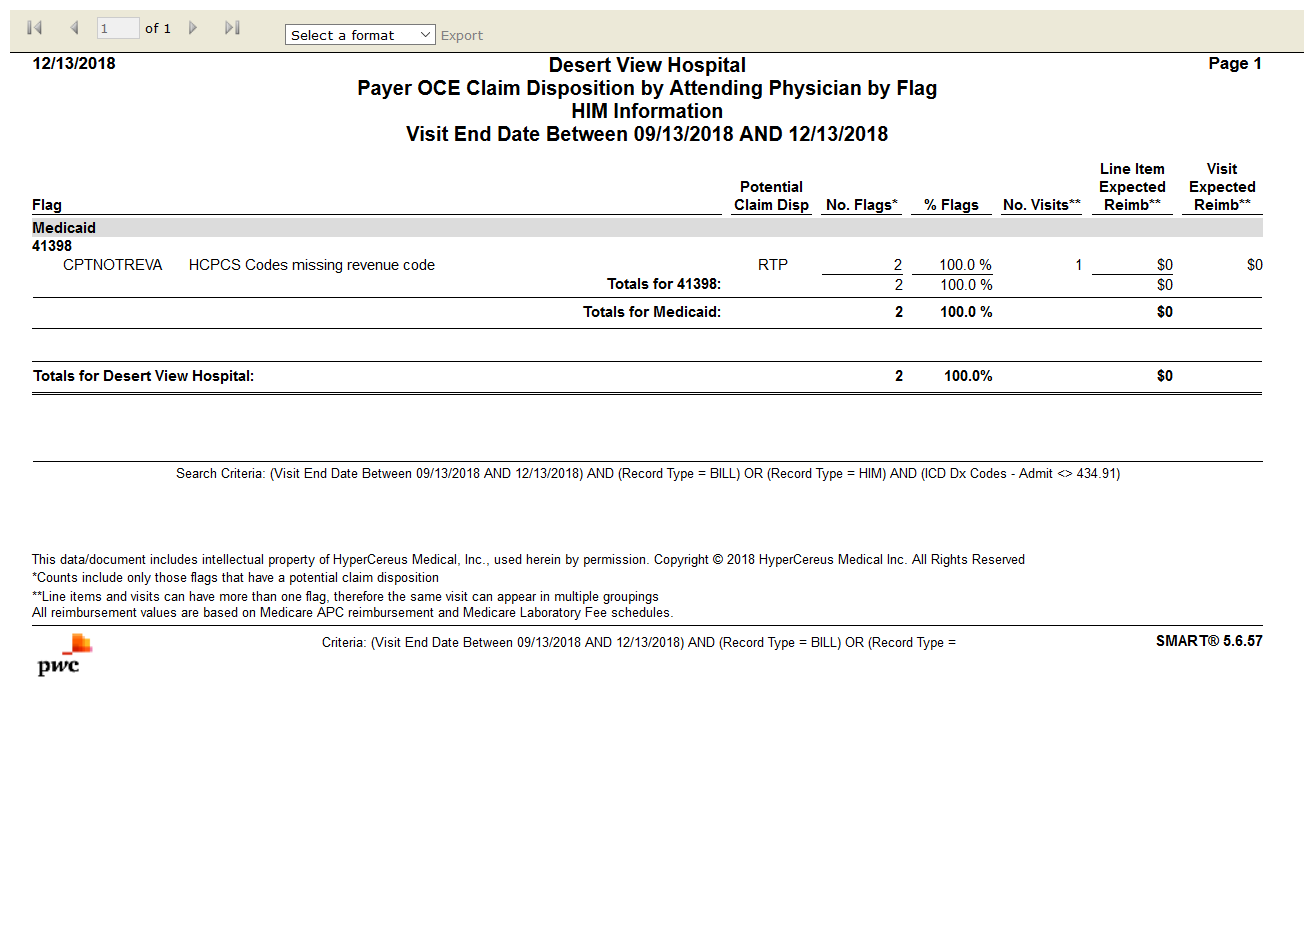 1 of 1 Select a format Export
12/13/2018 Desert View Hospital Page 1
Payer OCE Claim Disposition by Attending Physician by Flag
HIM Information
Visit End Date Between 09/13/2018 AND 12/13/2018
Line Item Visit
Potential Expected Expected
Flag Claim Disp No. Flags* % Flags No. Visits** Reimb** Reimb**
Medicaid
41398
CPTNOTREVA HCPCS Codes missing revenue code RTP 2 100.0 % 1 $0 $0
Totals for 41398: 2 100.0 % $0
Totals for Medicaid: 2 100.0 % $0
Totals for Desert View Hospital: 2 100.0% $0
Search Criteria: (Visit End Date Between 09/13/2018 AND 12/13/2018) AND (Record Type = BILL) OR (Record Type = HIM) AND (ICD Dx Codes - Admit <> 434.91)
This data/document includes intellectual property of HyperCereus Medical, Inc., used herein by permission. Copyright © 2018 HyperCereus Medical Inc. All Rights Reserved
*Counts include only those flags that have a potential claim disposition
**Line items and visits can have more than one flag, therefore the same visit can appear in multiple groupings
All reimbursement values are based on Medicare APC reimbursement and Medicare Laboratory Fee schedules.
Criteria: (Visit End Date Between 09/13/2018 AND 12/13/2018) AND (Record Type = BILL) OR (Record Type = SMART® 5.6.57
pwc